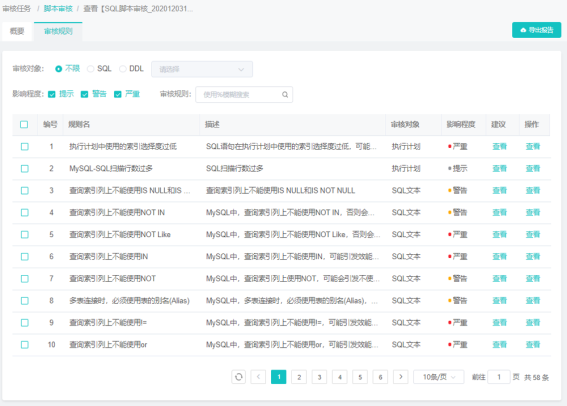 审核任务 / 脚本审核 / 查看【SQL脚本审核_202012031...
概要 审核规则 导出报告
审核对象: 不限 SQL DDL 请选择
影响程度: 提示 警告 严重 审核规则: 使用%模糊搜索
编号 规则名 描述 审核对象 影响程度 建议 操作
1 执行计划中使用的索引选择度过低 SQL语句在执行计划中使用的索引选择度过低，可能... 执行计划 严重 查看 查看
2 MySQL-SQL扫描行数过多 SQL扫描行数过多 执行计划 提示 查看 查看
3 查询索引列上不能使用IS NULL和IS ... 查询索引列上不能使用IS NULL和IS NOT NULL SQL文本 警告 查看 查看
4 查询索引列上不能使用NOT IN MySQL中，查询索引列上不能使用NOT IN，否则会... SQL文本 警告 查看 查看
5 查询索引列上不能使用NOT Like MySQL中，查询索引列上不能使用NOT Like，否则会... SQL文本 严重 查看 查看
6 查询索引列上不能使用IN MySQL中，查询索引列上不能使用IN，可能引发效能... SQL文本 严重 查看 查看
7 查询索引列上不能使用NOT MySQL中，查询索引列上使用NOT，可能会引发不使... SQL文本 警告 查看 查看
8 多表连接时，必须使用表的别名(Alias) MySQL中，多表连接时，必须使用表的别名(Alias)，... SQL文本 警告 查看 查看
9 查询索引列上不能使用!= MySQL中，查询索引列上不能使用!=，可能引发效能... SQL文本 严重 查看 查看
10 查询索引列上不能使用or MySQL中，查询索引列上不能使用or，可能引发效能... SQL文本 严重 查看 查看
1 2 3 4 5 6 10条/页 前往 1 页 共 58 条